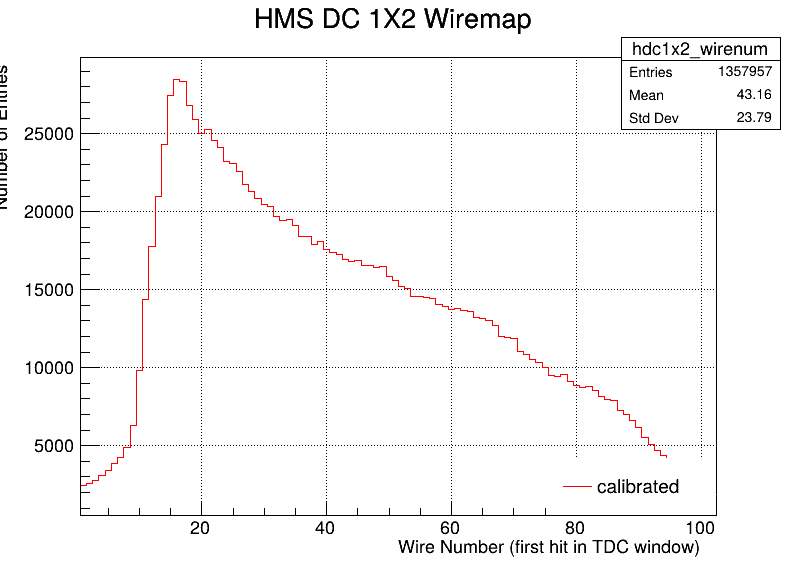 HMS DC 1X2 Wiremap
hdc1x2_wirenum
Entries 1357957
Mean 43.16
Std Dev 23.79
Number of Entries
25000
20000
15000
10000
5000
calibrated
20 40 60 80 100
Wire Number (first hit in TDC window)